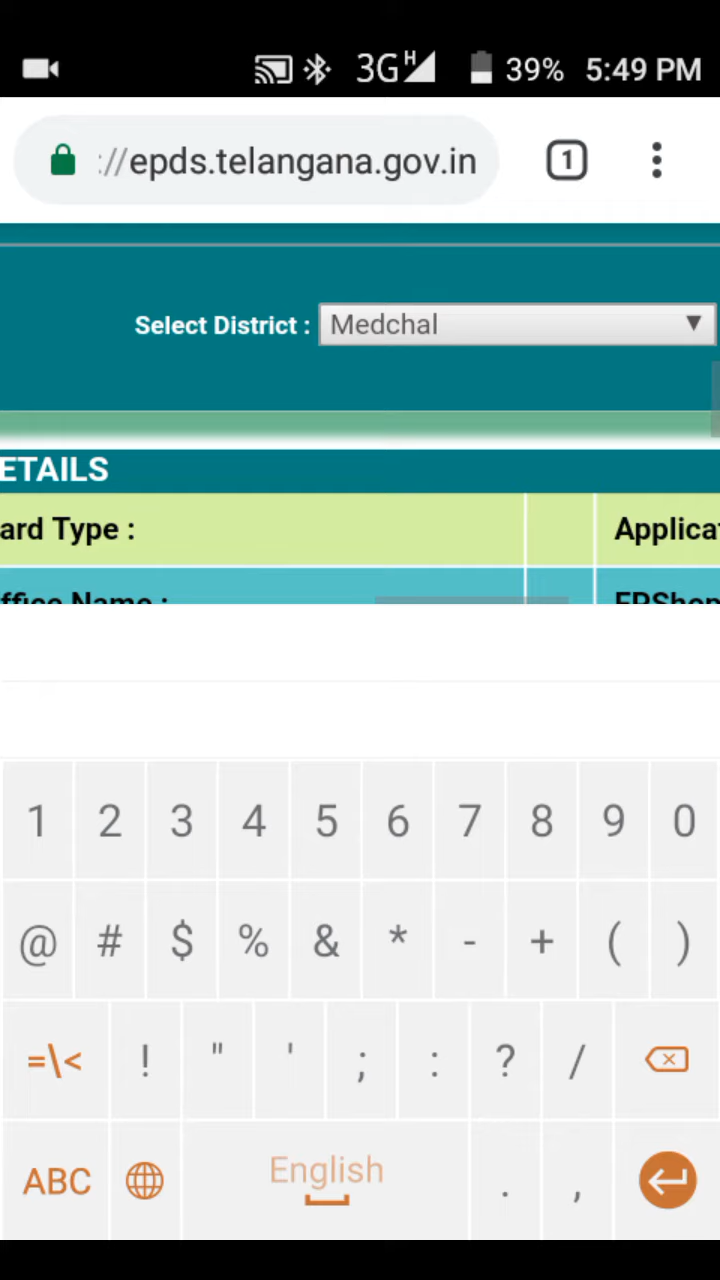 3G H 39% 5:49 PM
://epds.telangana.gov.in 1
Select District : Medchal
ETAILS
ard Type : Applica
ffice Name : FPShop
1 2 3 4 5 6 7 8 9 0
@ # $ % & * - + ( )
=\< ! " ' ; : ? /
ABC English . ,